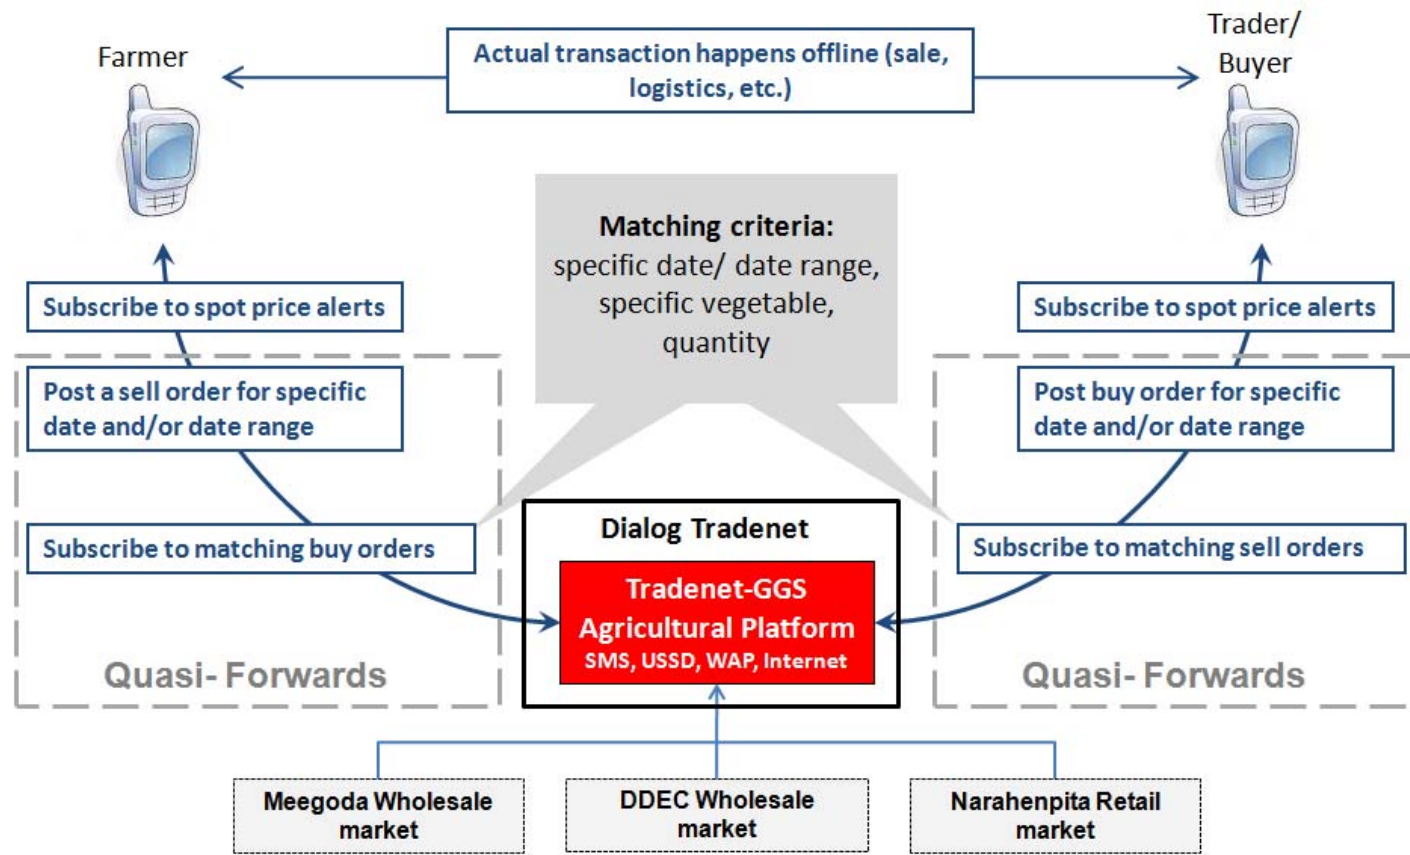 Farmer
Actual transaction happens offline (sale,
logistics, etc.)
Trader/
Buyer
Matching criteria:
specific date/ date range,
specific vegetable,
quantity
Subscribe to spot price alerts
Post a sell order for specific
date and/or date range
Subscribe to matching buy orders
Quasi- Forwards
Subscribe to spot price alerts
Post buy order for specific
date and/or date range
Subscribe to matching sell orders
Quasi- Forwards
Dialog Tradenet
Tradenet-GGS
Agricultural Platform
SMS, USSD, WAP, Internet
Meegoda Wholesale
market
DDEC Wholesale
market
Narahenpita Retail
market